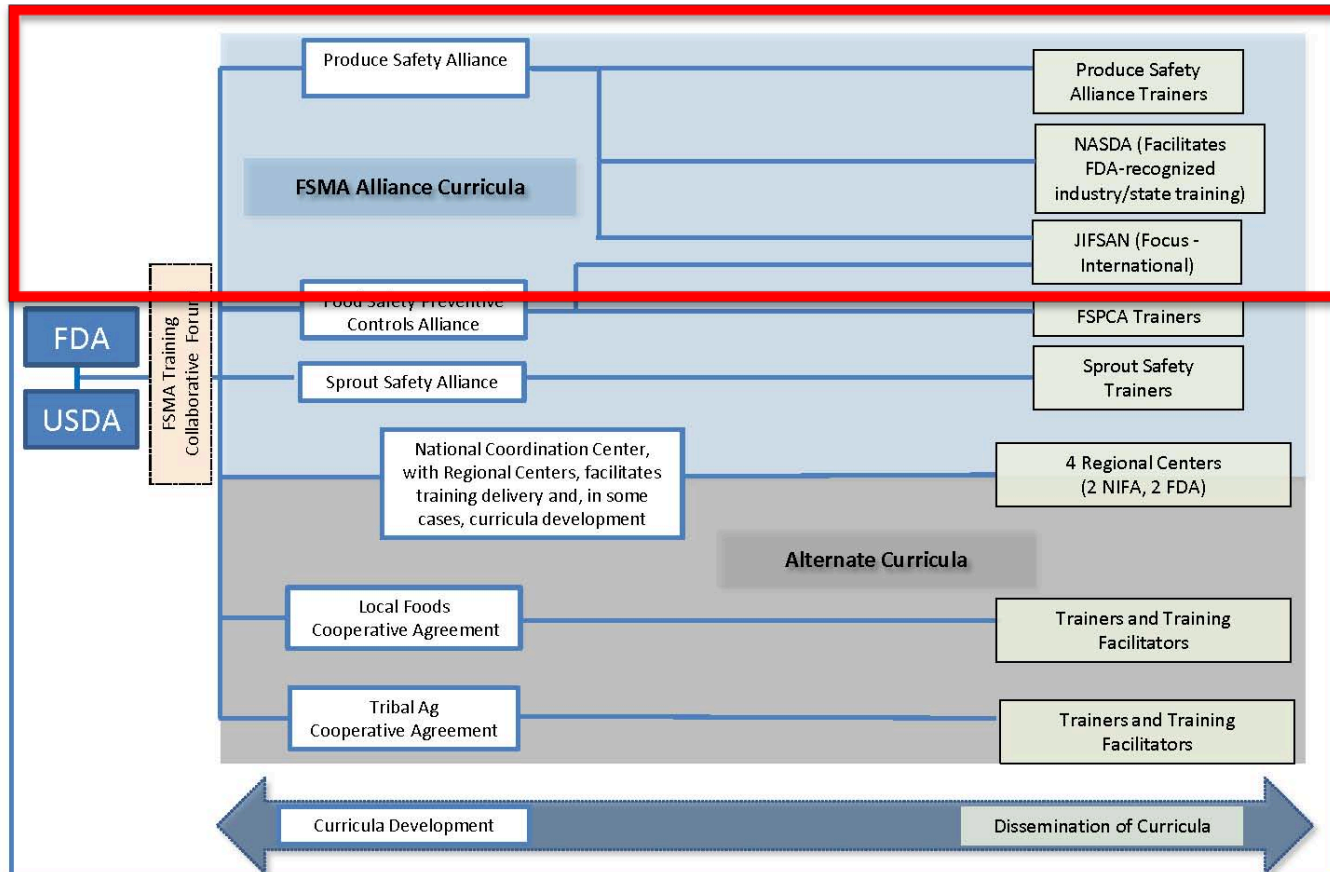 Produce Safety Alliance
Produce Safety
Alliance Trainers
NASDA (Facilitates
FDA-recognized
industry/state training)
FSMA Alliance Curricula
JIFSAN (Focus -
International)
FSMA Training
Collaborative Forum
Food Safety Preventive
Controls Alliance
FSPCA Trainers
FDA
USDA
Sprout Safety Alliance
Sprout Safety
Trainers
National Coordination Center,
with Regional Centers, facilitates
training delivery and, in some
cases, curricula development
4 Regional Centers
(2 NIFA, 2 FDA)
Alternate Curricula
Local Foods
Cooperative Agreement
Trainers and Training
Facilitators
Tribal Ag
Cooperative Agreement
Trainers and Training
Facilitators
Curricula Development
Dissemination of Curricula